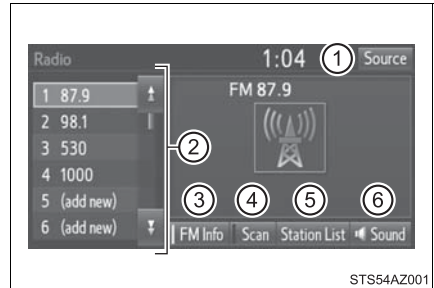 Radio 1:04 1 Source
1 87.9 FM 87.9
2 98.1
3 530
4 1000
5 (add new)
6 (add new)
2
3 4 5 6
FM Info Scan Station List Sound
STS54AZ001